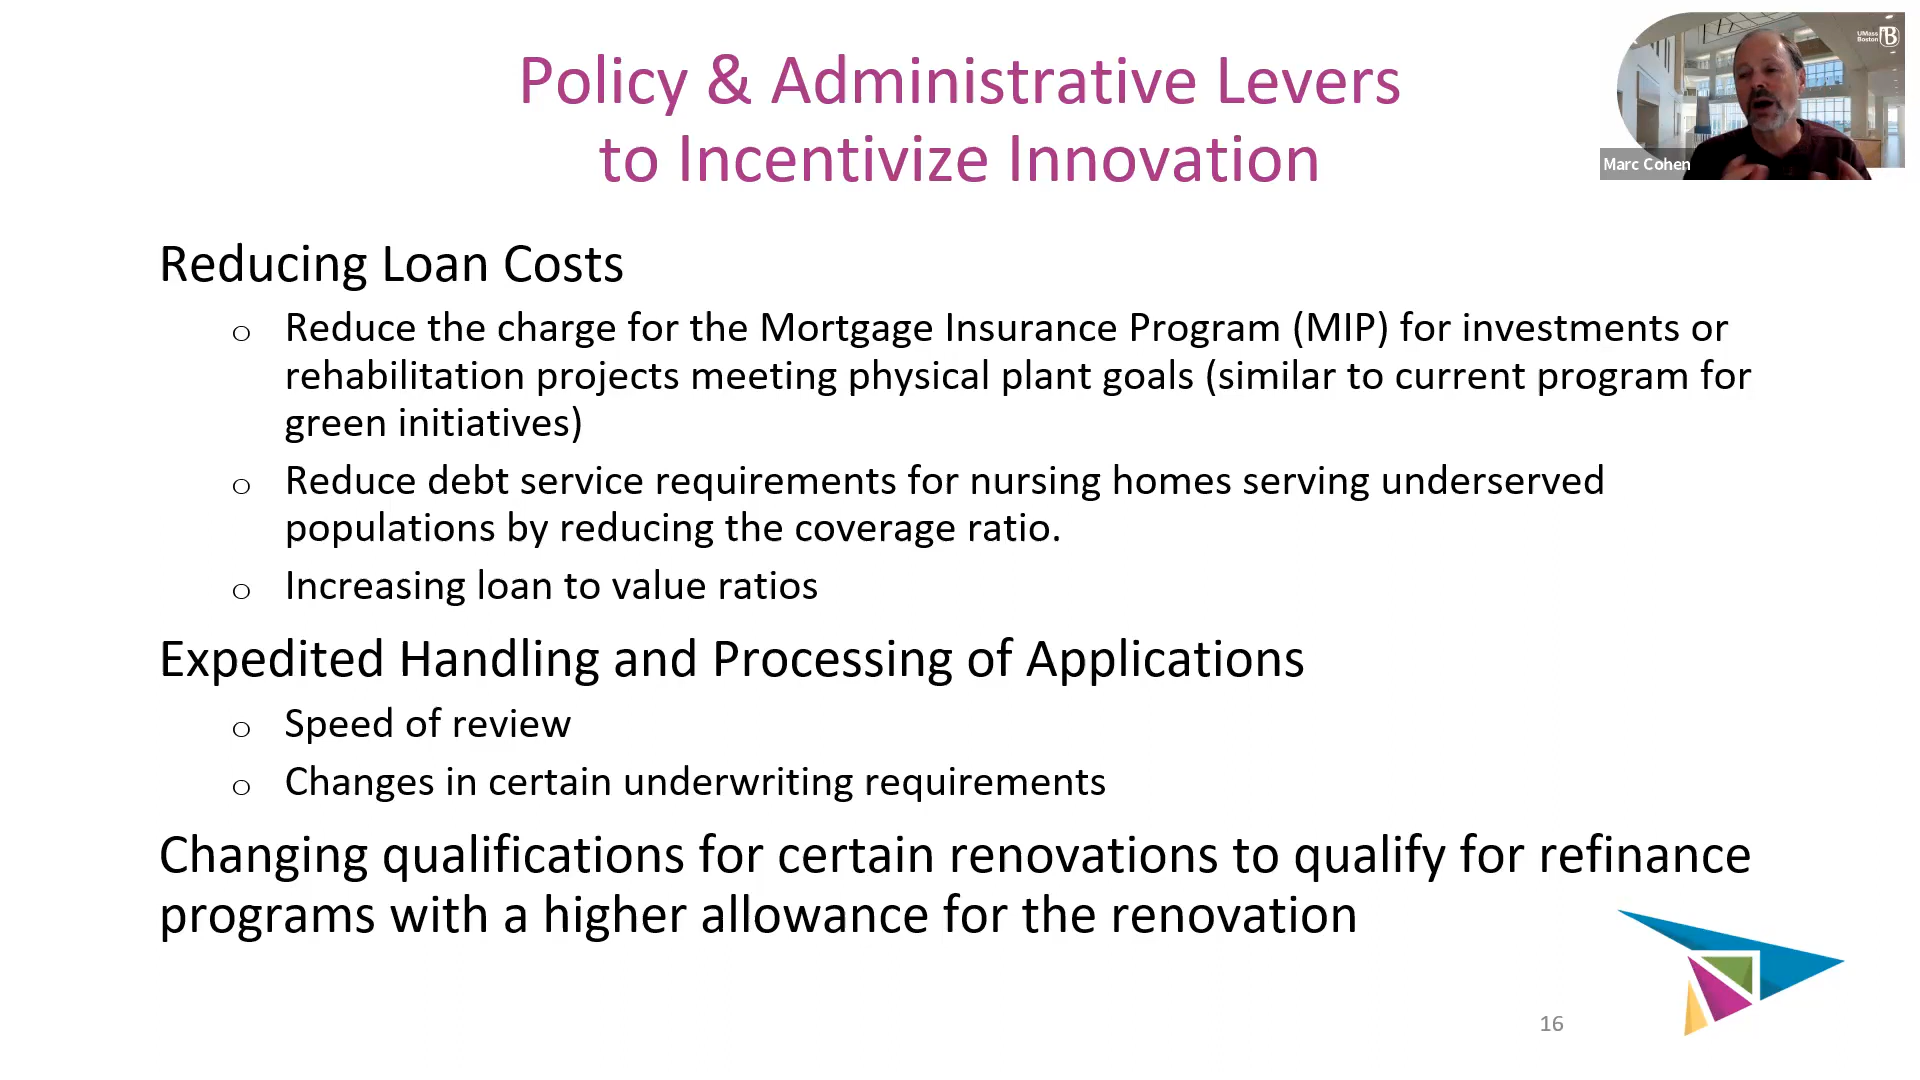 Policy & Administrative Levers
to Incentivize Innovation
UMass
Boston
B
Marc Cohen
Reducing Loan Costs
o Reduce the charge for the Mortgage Insurance Program (MIP) for investments or
rehabilitation projects meeting physical plant goals (similar to current program for
green initiatives)
o Reduce debt service requirements for nursing homes serving underserved
populations by reducing the coverage ratio.
o Increasing loan to value ratios
Expedited Handling and Processing of Applications
o Speed of review
o Changes in certain underwriting requirements
Changing qualifications for certain renovations to qualify for refinance
programs with a higher allowance for the renovation
16